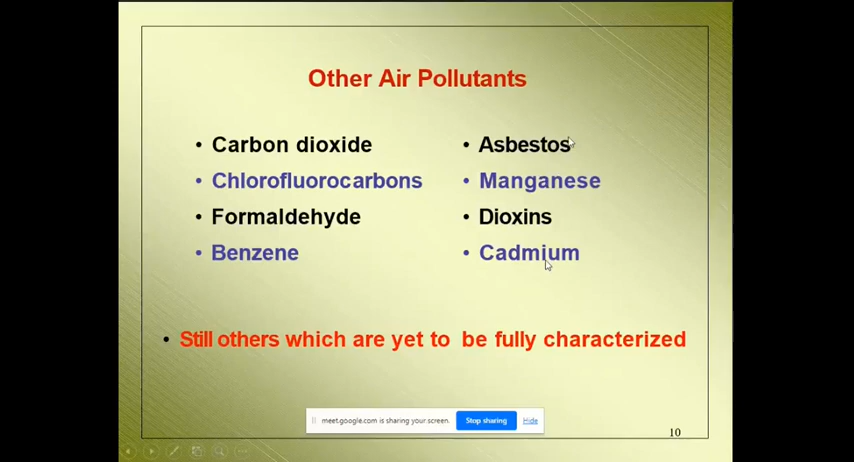 Other Air Pollutants
• Carbon dioxide
• Chlorofluorocarbons
• Formaldehyde
• Benzene
• Asbestos
• Manganese
• Dioxins
• Cadmium
• Still others which are yet to be fully characterized
meet.google.com is sharing your screen. Stop sharing Hide
10